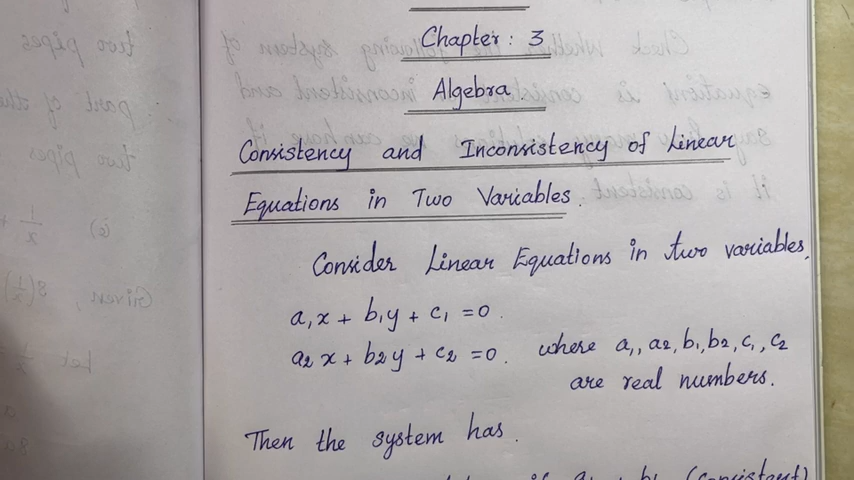 Chapter : 3
Algebra.
Consistency and Inconsistency of Linear
Equations in Two Variables.
Consider Linear Equations in two variables,
a₁x + b₁y + c₁ = 0.
a₂x + b₂y + c₂ = 0. where a₁, a₂, b₁, b₂, c₁, c₂
are real numbers.
Then the system has.
if (consistent)